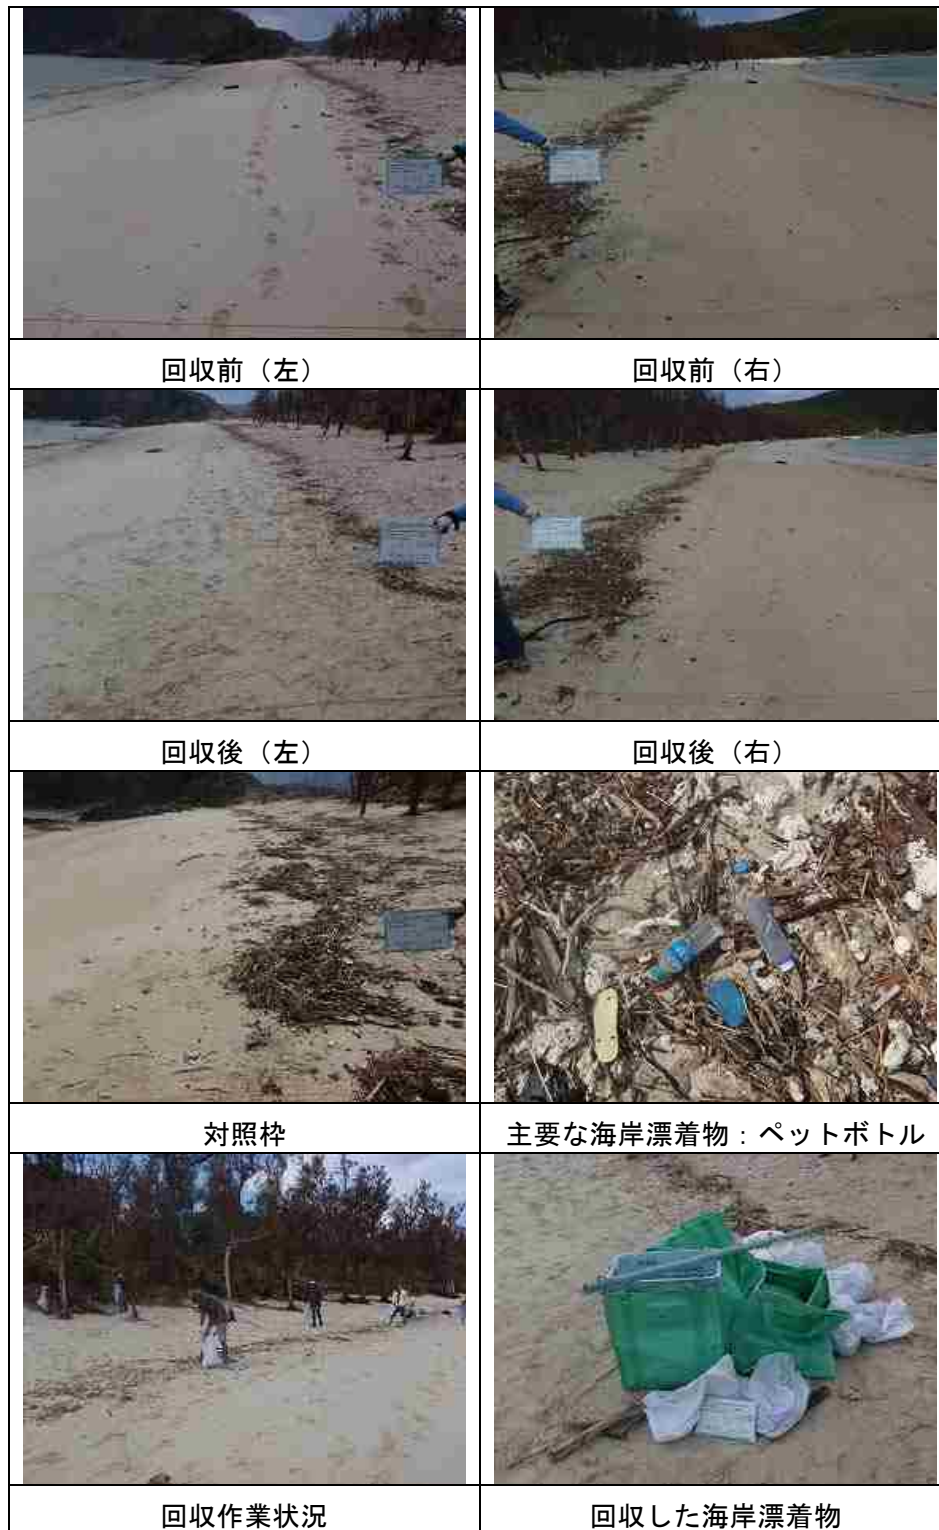 回収前（左）
回収前（右）
回収後（左）
回収後（右）
対照枠
主要な海岸漂着物：ペットボトル
回収作業状況
回収した海岸漂着物